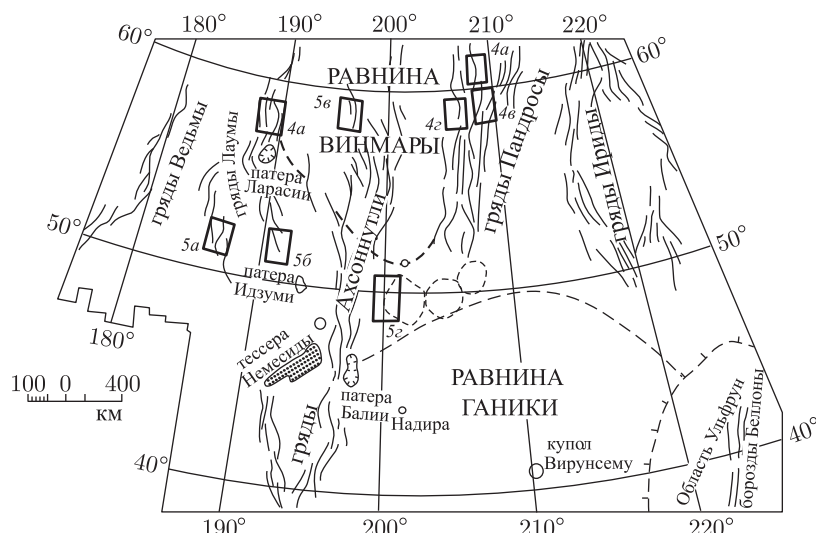 180° 190° 200° 210° 220°
60°
60°
4а
РАВНИНА
5в
4а
4г
4в
ВИНМАРЫ
гряды Ведьмы
гряды Лаумы
патера
Ларасии
гряды Пандросы
гряды Ириды
50°
50°
5а
5б
патера
Идзуми
Ахсоннутли
гряды
5г
180°
тессера
Немесиды
100 0 400
км
РАВНИНА
ГАНИКИ
патера
Балии
Надира
купол
Вирунсему
Область Ульфрун
борозды Беллоны
40°
40°
190° 200° 210° 220°